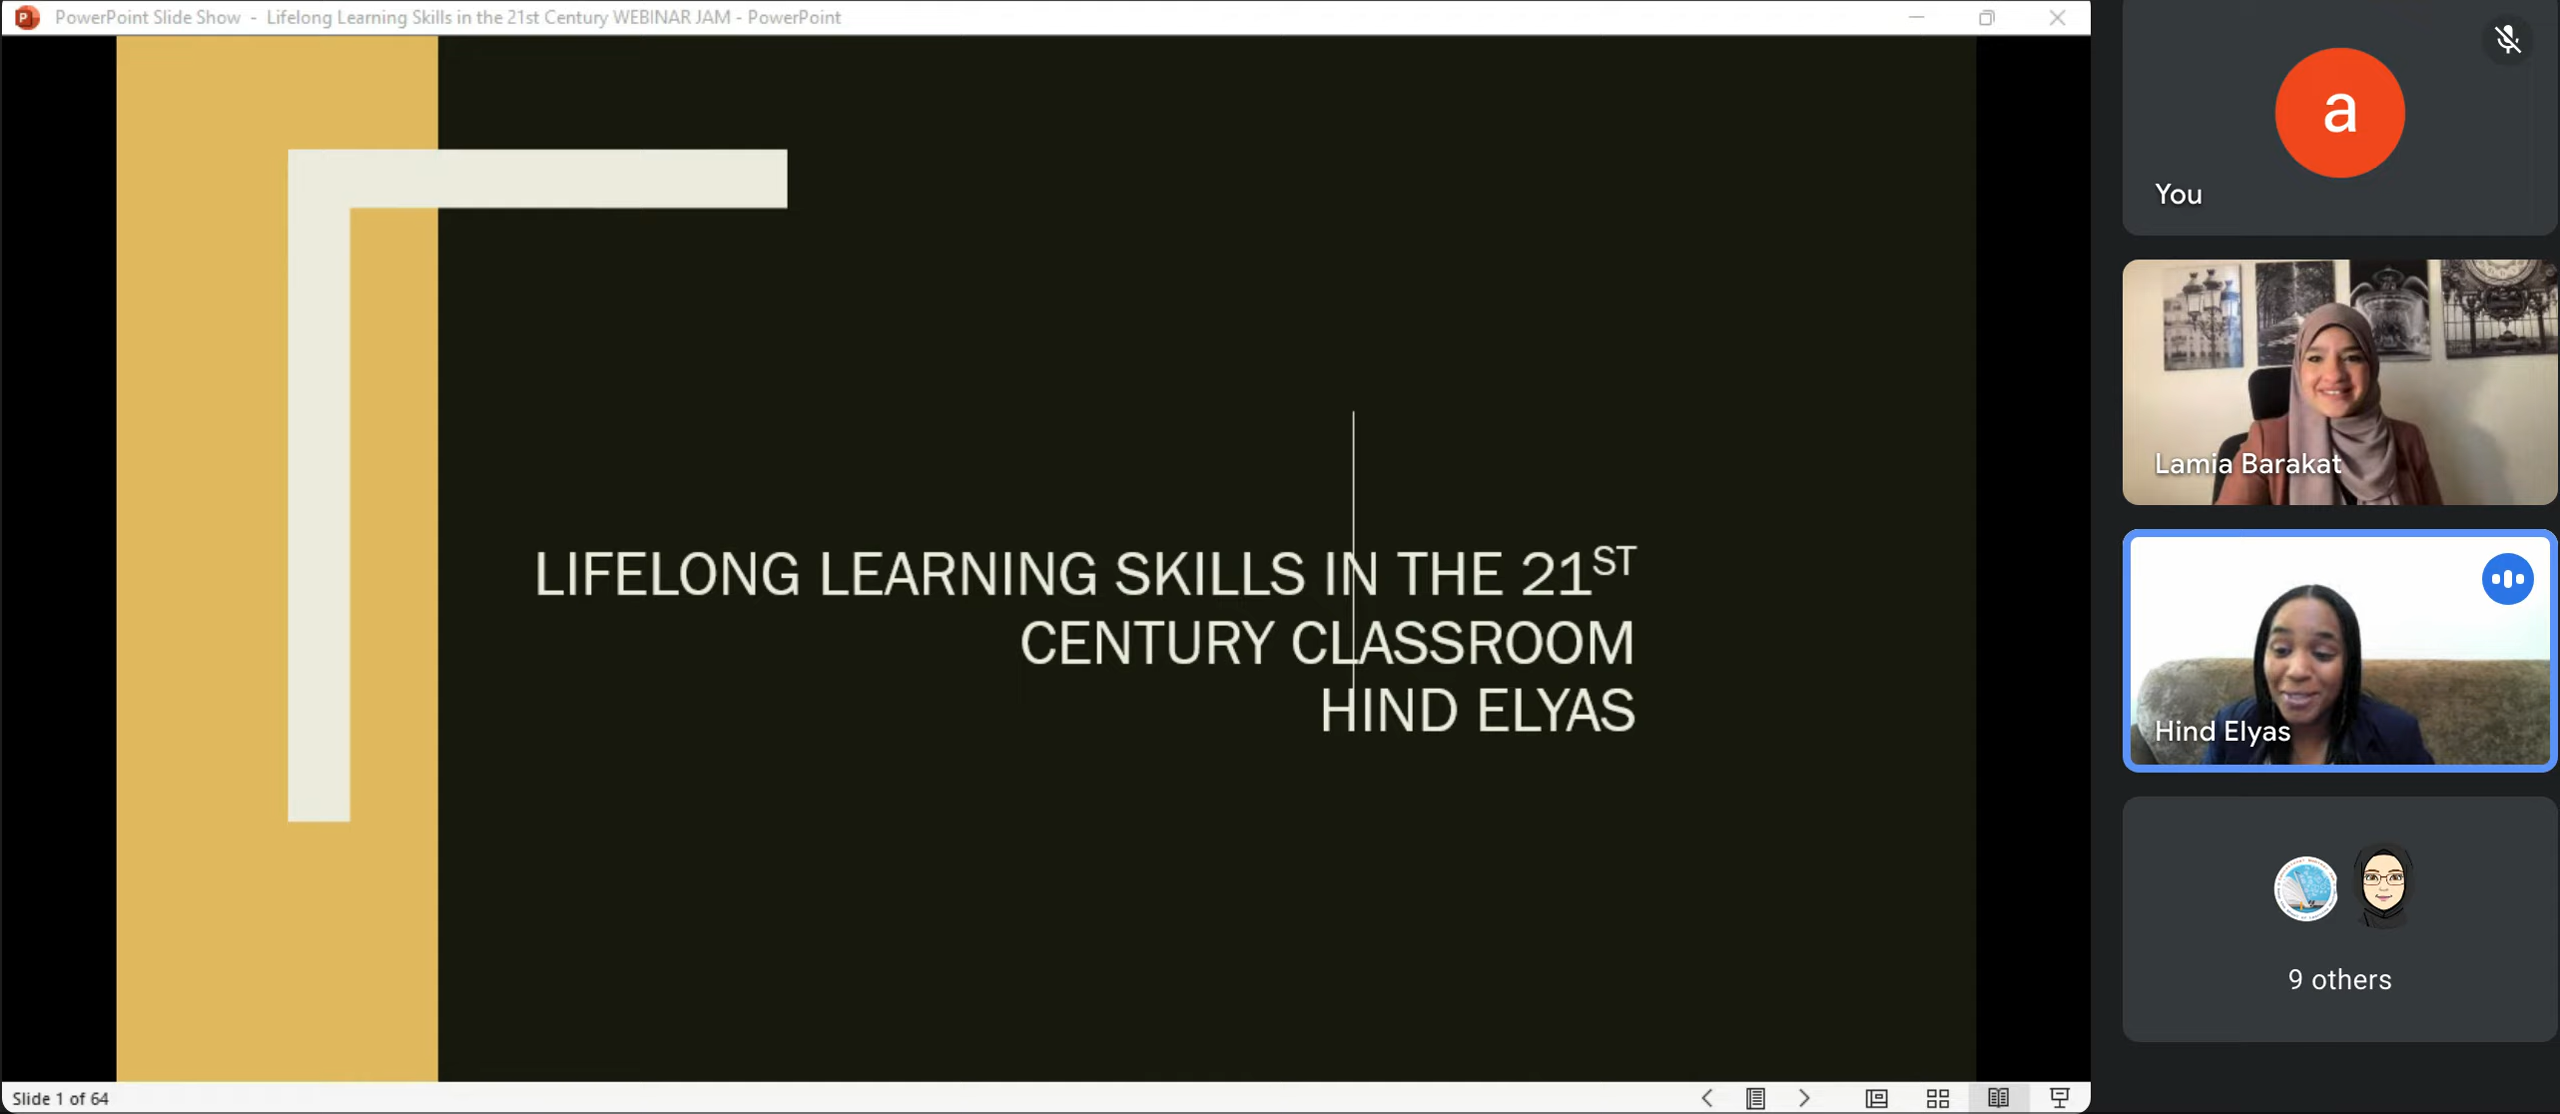 PowerPoint Slide Show - Lifelong Learning Skills in the 21st Century WEBINAR JAM - PowerPoint
LIFELONG LEARNING SKILLS IN THE 21ST
CENTURY CLASSROOM
HIND ELYAS
Slide 1 of 64
a
You
Lamia Barakat
Hind Elyas
9 others